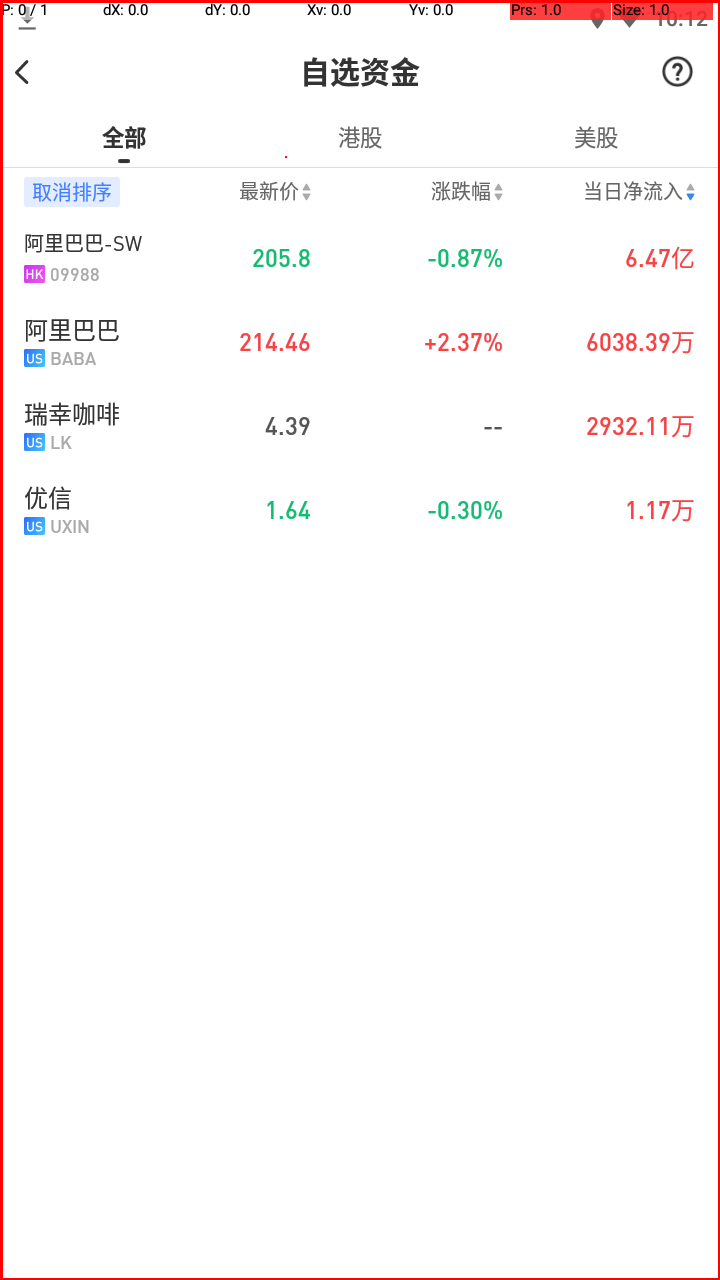 P: 0 / 1 dX: 0.0 dY: 0.0 Xv: 0.0 Yv: 0.0 Prs: 1.0 Size: 1.0
10:12
自选资金
全部 港股 美股
取消排序 最新价 涨跌幅 当日净流入
阿里巴巴-SW
HK 09988
205.8 -0.87% 6.47亿
阿里巴巴
US BABA
214.46 +2.37% 6038.39万
瑞幸咖啡
US LK
4.39 -- 2932.11万
优信
US UXIN
1.64 -0.30% 1.17万